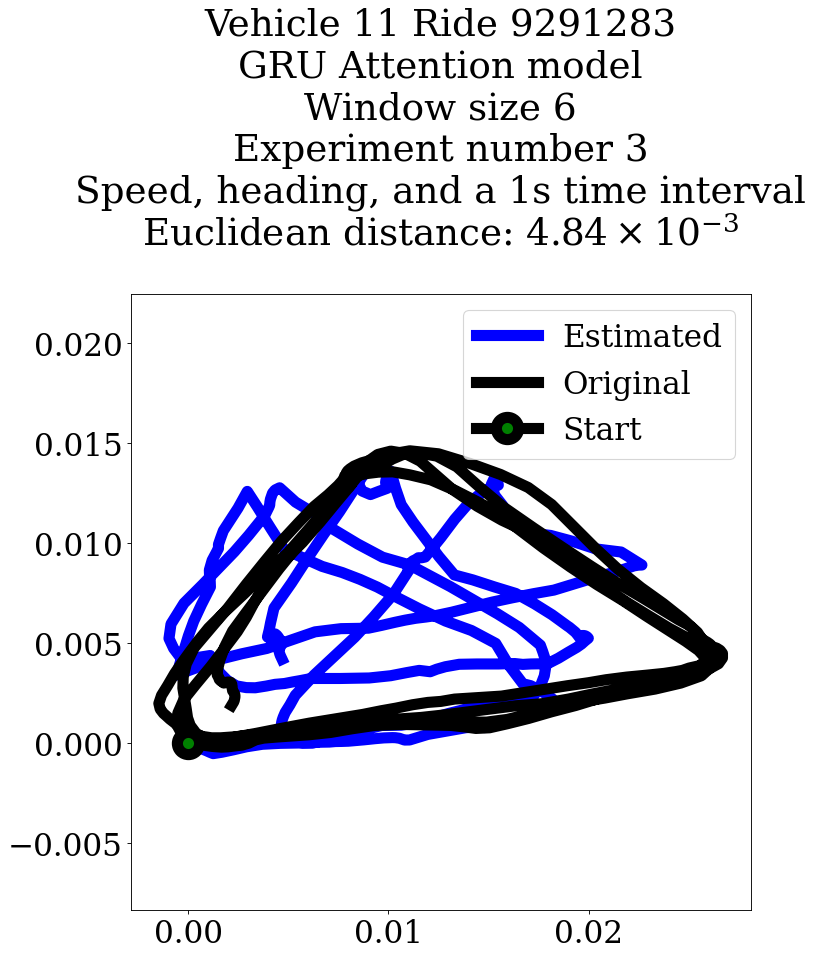 Vehicle 11 Ride 9291283
GRU Attention model
Window size 6
Experiment number 3
Speed, heading, and a 1s time interval
Euclidean distance: 4.84 × 10⁻³
Estimated
Original
Start
0.020
0.015
0.010
0.005
0.000
−0.005
0.00 0.01 0.02